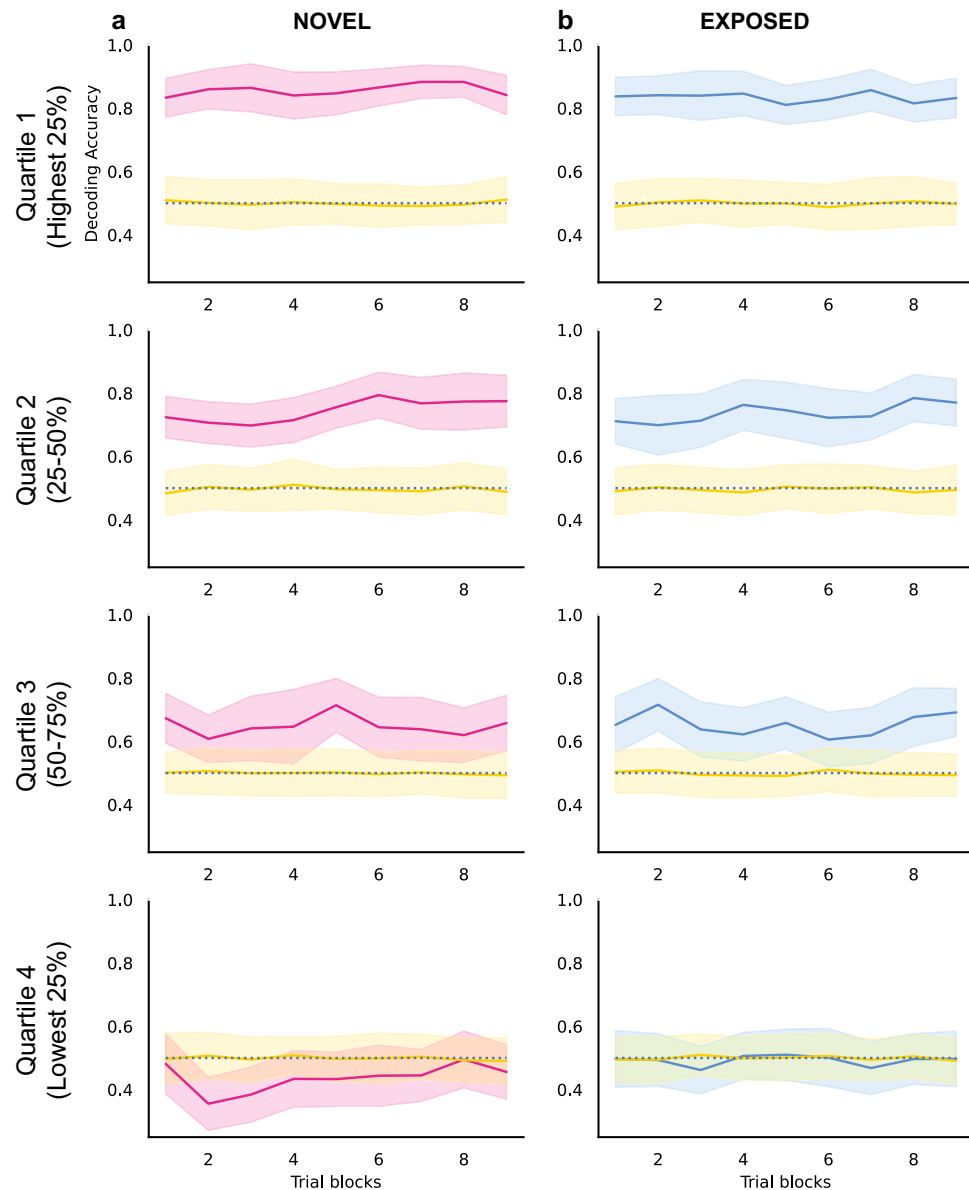 a NOVEL
b EXPOSED
Quartile 1
(Highest 25%)
Decoding Accuracy
1.0
0.8
0.6
0.4
2 4 6 8
1.0
0.8
0.6
0.4
2 4 6 8
Quartile 2
(25-50%)
1.0
0.8
0.6
0.4
2 4 6 8
1.0
0.8
0.6
0.4
2 4 6 8
Quartile 3
(50-75%)
1.0
0.8
0.6
0.4
2 4 6 8
1.0
0.8
0.6
0.4
2 4 6 8
Quartile 4
(Lowest 25%)
1.0
0.8
0.6
0.4
2 4 6 8
Trial blocks
1.0
0.8
0.6
0.4
2 4 6 8
Trial blocks